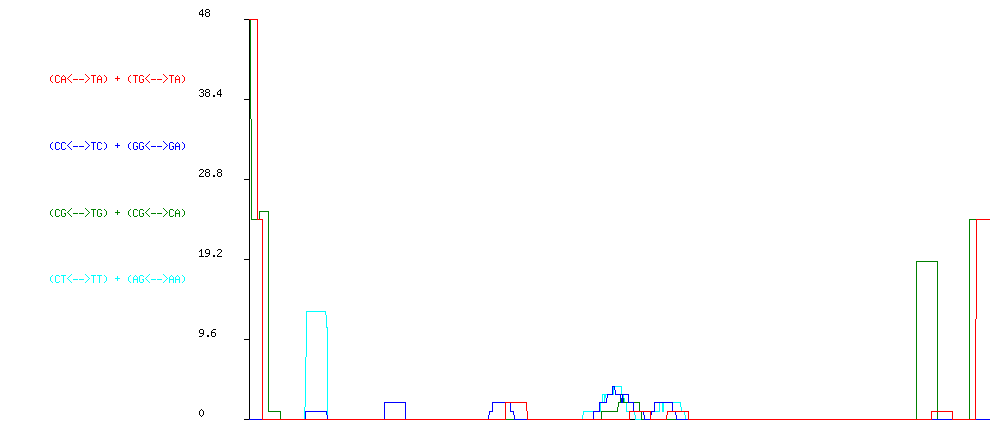 48
(CA<-->TA) + (TG<-->TA)
38.4
(CC<-->TC) + (GG<-->GA)
28.8
(CG<-->TG) + (CG<-->CA)
19.2
(CT<-->TT) + (AG<-->AA)
9.6
0